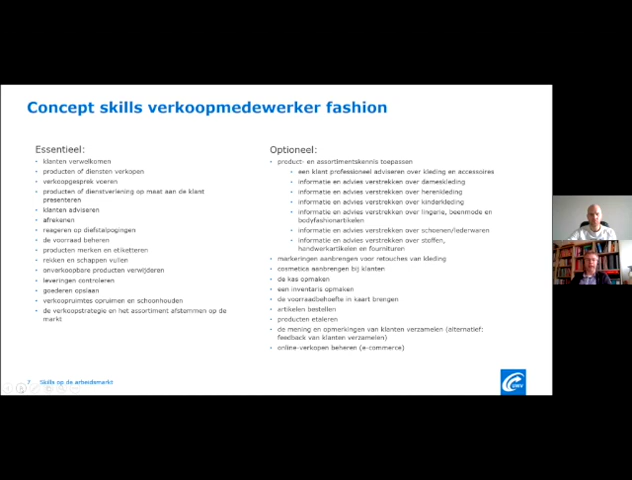 Concept skills verkoopmedewerker fashion
Essentieel:
klanten verwelkomen
producten of diensten verkopen
verkoopgesprek voeren
producten of dienstverlening op maat aan de klant
presenteren
klanten adviseren
afrekenen
reageren op diefstalpogingen
de voorraad beheren
producten merken en etiketteren
rekken en schappen vullen
onverkoopbare producten verwijderen
leveringen controleren
goederen opslaan
verkoopruimtes opruimen en schoonhouden
de verkoopstrategie en het assortiment afstemmen op de
markt
Optioneel:
product- en assortimentskennis toepassen
een klant professioneel adviseren over kleding en accessoires
informatie en advies verstrekken over dameskleding
informatie en advies verstrekken over herenkleding
informatie en advies verstrekken over kinderkleding
informatie en advies verstrekken over lingerie, beenmode en
bodyfashionartikelen
informatie en advies verstrekken over schoenen/lederwaren
informatie en advies verstrekken over stoffen,
handwerkartikelen en fournituren
markeringen aanbrengen voor retouches van kleding
cosmetica aanbrengen bij klanten
de kas opmaken
een inventaris opmaken
de voorraadbehoefte in kaart brengen
artikelen bestellen
producten etaleren
de mening en opmerkingen van klanten verzamelen (alternatief:
feedback van klanten verzamelen)
online-verkopen beheren (e-commerce)
7 Skills op de arbeidsmarkt